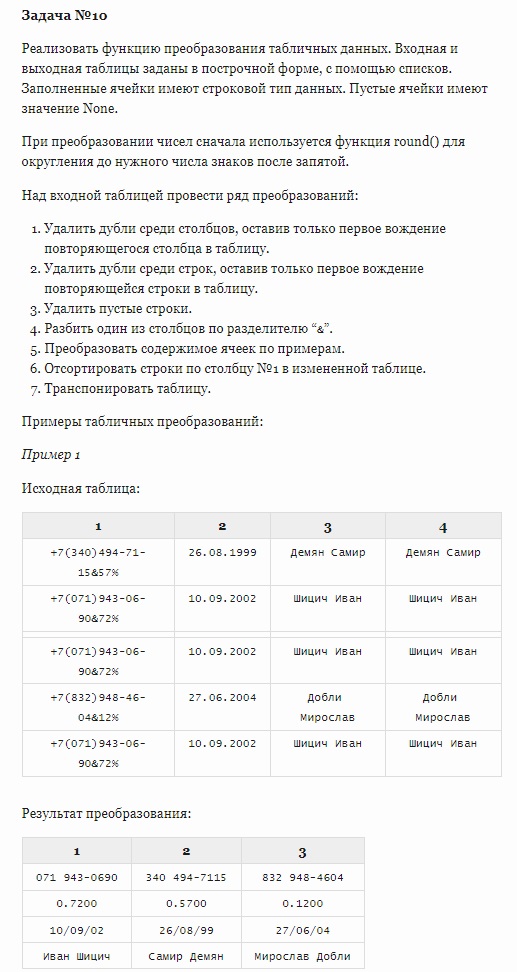 Задача №10
Реализовать функцию преобразования табличных данных. Входная и
выходная таблицы заданы в построчной форме, с помощью списков.
Заполненные ячейки имеют строковой тип данных. Пустые ячейки имеют
значение None.
При преобразовании чисел сначала используется функция round() для
округления до нужного числа знаков после запятой.
Над входной таблицей провести ряд преобразований:
1. Удалить дубли среди столбцов, оставив только первое вождение
повторяющегося столбца в таблицу.
2. Удалить дубли среди строк, оставив только первое вождение
повторяющейся строки в таблицу.
3. Удалить пустые строки.
4. Разбить один из столбцов по разделителю “&”.
5. Преобразовать содержимое ячеек по примерам.
6. Отсортировать строки по столбцу №1 в измененной таблице.
7. Транспонировать таблицу.
Примеры табличных преобразований:
Пример 1
Исходная таблица:
1 2 3 4
+7(340)494-71- 26.08.1999 Демян Самир Демян Самир
15&57%
+7(071)943-06- 10.09.2002 Шицич Иван Шицич Иван
90&72%
+7(071)943-06- 10.09.2002 Шицич Иван Шицич Иван
90&72%
+7(832)948-46- 27.06.2004 Добли Добли
04&12% Мирослав Мирослав
+7(071)943-06- 10.09.2002 Шицич Иван Шицич Иван
90&72%
Результат преобразования:
1 2 3
071 943-0690 340 494-7115 832 948-4604
0.7200 0.5700 0.1200
10/09/02 26/08/99 27/06/04
Иван Шицич Самир Демян Мирослав Добли